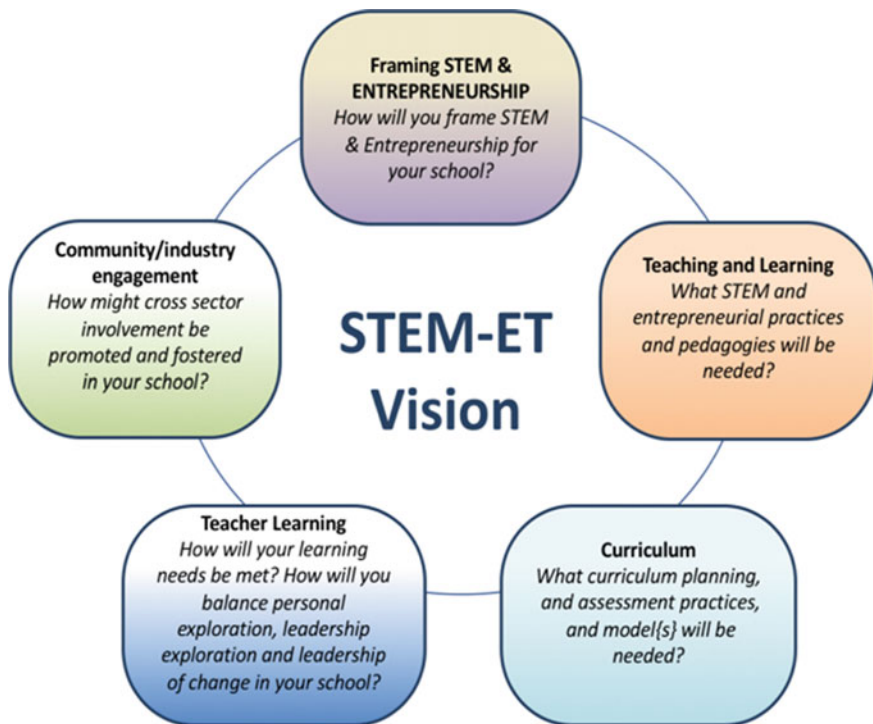 Framing STEM &
ENTREPRENEURSHIP
How will you frame STEM
& Entrepreneurship for
your school?
Community/industry
engagement
How might cross sector
involvement be
promoted and fostered
in your school?
STEM-ET
Vision
Teaching and Learning
What STEM and
entrepreneurial practices
and pedagogies will be
needed?
Teacher Learning
How will your learning
needs be met? How will you
balance personal
exploration, leadership
exploration and leadership
of change in your school?
Curriculum
What curriculum planning,
and assessment practices,
and model{s} will be
needed?